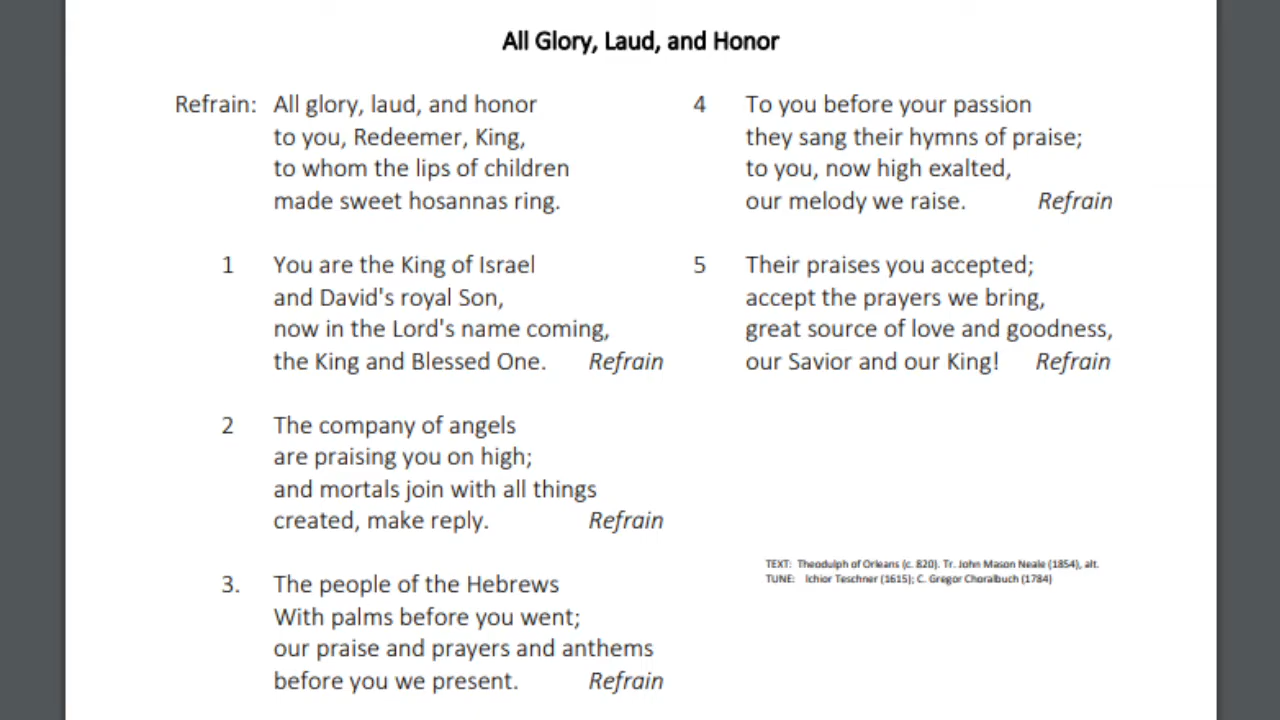 All Glory, Laud, and Honor
Refrain: All glory, laud, and honor
to you, Redeemer, King,
to whom the lips of children
made sweet hosannas ring.
1 You are the King of Israel
and David's royal Son,
now in the Lord's name coming,
the King and Blessed One. Refrain
2 The company of angels
are praising you on high;
and mortals join with all things
created, make reply. Refrain
3. The people of the Hebrews
With palms before you went;
our praise and prayers and anthems
before you we present. Refrain
4 To you before your passion
they sang their hymns of praise;
to you, now high exalted,
our melody we raise. Refrain
5 Their praises you accepted;
accept the prayers we bring,
great source of love and goodness,
our Savior and our King! Refrain
TEXT: Theodulph of Orleans (c. 820). Tr. John Mason Neale (1854), alt.
TUNE: lchior Teschner (1615); C. Gregor Choralbuch (1784)